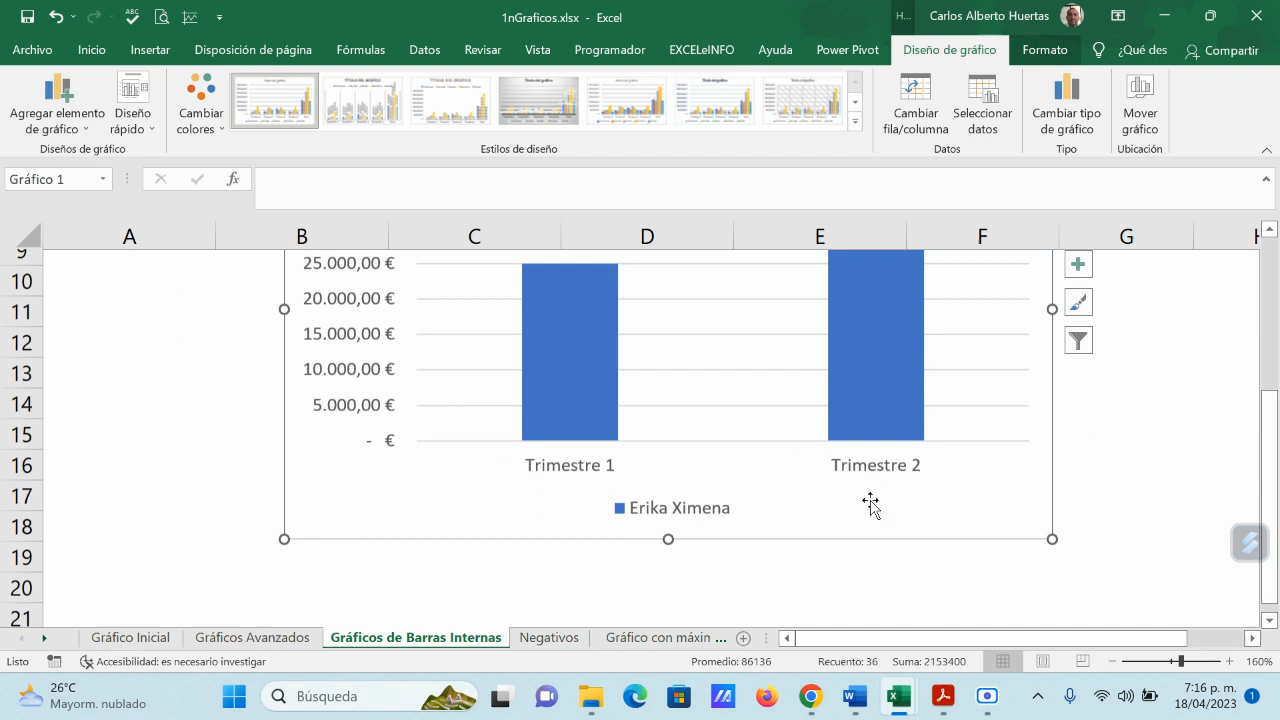 1nGraficos.xlsx - Excel
H...
Carlos Alberto Huertas
Archivo Inicio Insertar Disposición de página Fórmulas Datos Revisar Vista Programador EXCELeINFO Ayuda Power Pivot Diseño de gráfico Formato ¿Qué des Compartir
Agregar elemento de gráfico
Diseño rápido
Cambiar colores
Cambiar fila/columna
Seleccionar datos
Cambiar tipo de gráfico
Mover gráfico
Diseños de gráfico Estilos de diseño Datos Tipo Ubicación
Gráfico 1
fx
A B C D E F G H
9
10
11
12
13
14
15
16
17
18
19
20
21
25.000,00 €
20.000,00 €
15.000,00 €
10.000,00 €
5.000,00 €
- €
Trimestre 1 Trimestre 2
Erika Ximena
Gráfico Inicial Gráficos Avanzados Gráficos de Barras Internas Negativos Gráfico con máxin ...
Listo Accesibilidad: es necesario investigar Promedio: 86136 Recuento: 36 Suma: 2153400 160%
26°C
Mayorm. nublado
Búsqueda
7:16 p. m.
18/04/2023
1